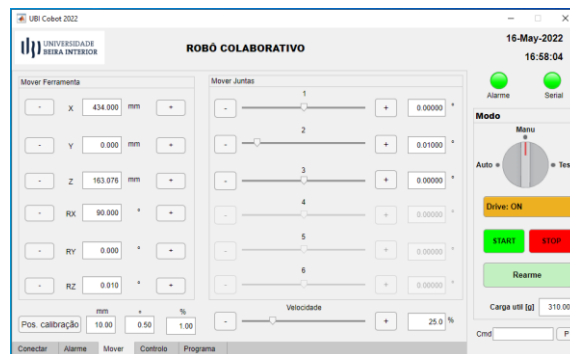 UBI Cobot 2022
UNIVERSIDADE
BEIRA INTERIOR
ROBÔ COLABORATIVO
16-May-2022
16:58:04
Alarme Serial
Mover Ferramenta
- X 434.000 mm +
- Y 0.000 mm +
- Z 163.076 mm +
- RX 90.000 ° +
- RY 0.000 ° +
- RZ 0.010 ° +
mm ° %
Pos. calibração 10.00 0.50 1.00
Mover Juntas
1
- + 0.00000 °
2
- + 0.01000 °
3
- + 0.00000 °
4
- + 0.00000 °
5
- + 0.00000 °
6
- + 0.00000 °
Velocidade
- + 25.0 %
Modo
Manu
Auto Tes
Drive: ON
START STOP
Rearme
Carga util [g] 310.00
Cmd P
Conectar Alarme Mover Controlo Programa